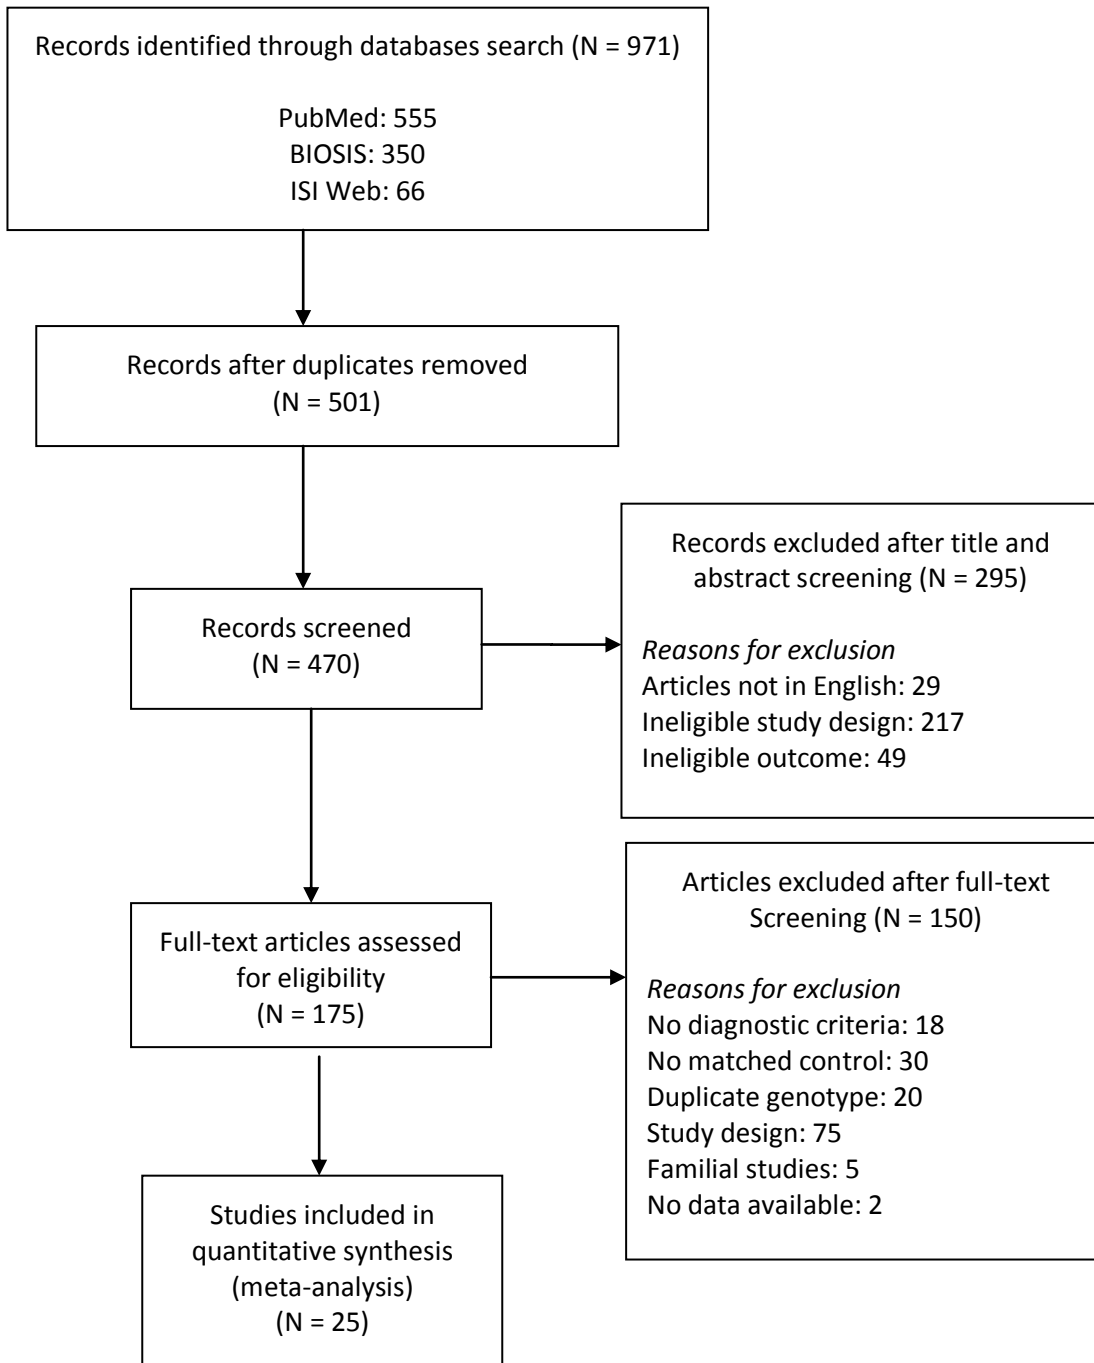 Records identified through databases search (N = 971)
PubMed: 555
BIOSIS: 350
ISI Web: 66
Records after duplicates removed
(N = 501)
Records screened
(N = 470)
Records excluded after title and
abstract screening (N = 295)
Reasons for exclusion
Articles not in English: 29
Ineligible study design: 217
Ineligible outcome: 49
Full-text articles assessed
for eligibility
(N = 175)
Articles excluded after full-text
Screening (N = 150)
Reasons for exclusion
No diagnostic criteria: 18
No matched control: 30
Duplicate genotype: 20
Study design: 75
Familial studies: 5
No data available: 2
Studies included in
quantitative synthesis
(meta-analysis)
(N = 25)